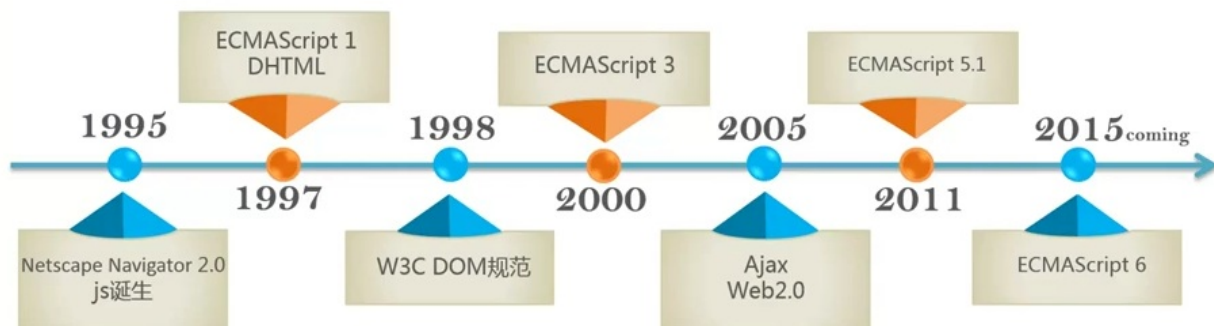 ECMAScript 1
DHTML
ECMAScript 3
ECMAScript 5.1
1995
1998
2005
2015coming
1997
2000
2011
Netscape Navigator 2.0
js诞生
W3C DOM规范
Ajax
Web2.0
ECMAScript 6